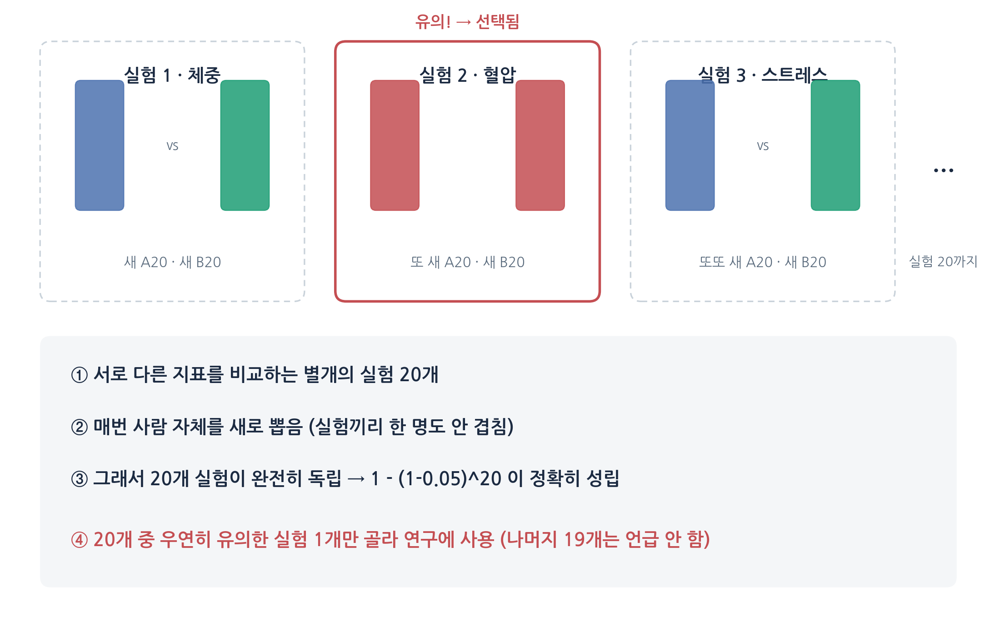 유의! → 선택됨
실험 1 · 체중
실험 2 · 혈압
실험 3 · 스트레스
vs
vs
...
새 A20 · 새 B20
또 새 A20 · 새 B20
또또 새 A20 · 새 B20
실험 20까지
① 서로 다른 지표를 비교하는 별개의 실험 20개
② 매번 사람 자체를 새로 뽑음 (실험끼리 한 명도 안 겹침)
③ 그래서 20개 실험이 완전히 독립 → 1 - (1-0.05)^20 이 정확히 성립
④ 20개 중 우연히 유의한 실험 1개만 골라 연구에 사용 (나머지 19개는 언급 안 함)